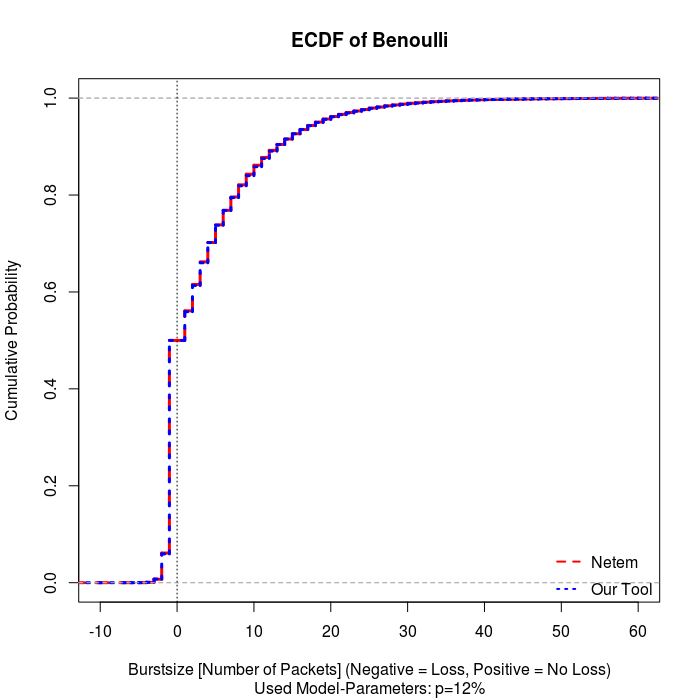 ECDF of Benoulli
Cumulative Probability
1.0
0.8
0.6
0.4
0.2
0.0
-10 0 10 20 30 40 50 60
Netem
Our Tool
Burstsize [Number of Packets] (Negative = Loss, Positive = No Loss)
Used Model-Parameters: p=12%